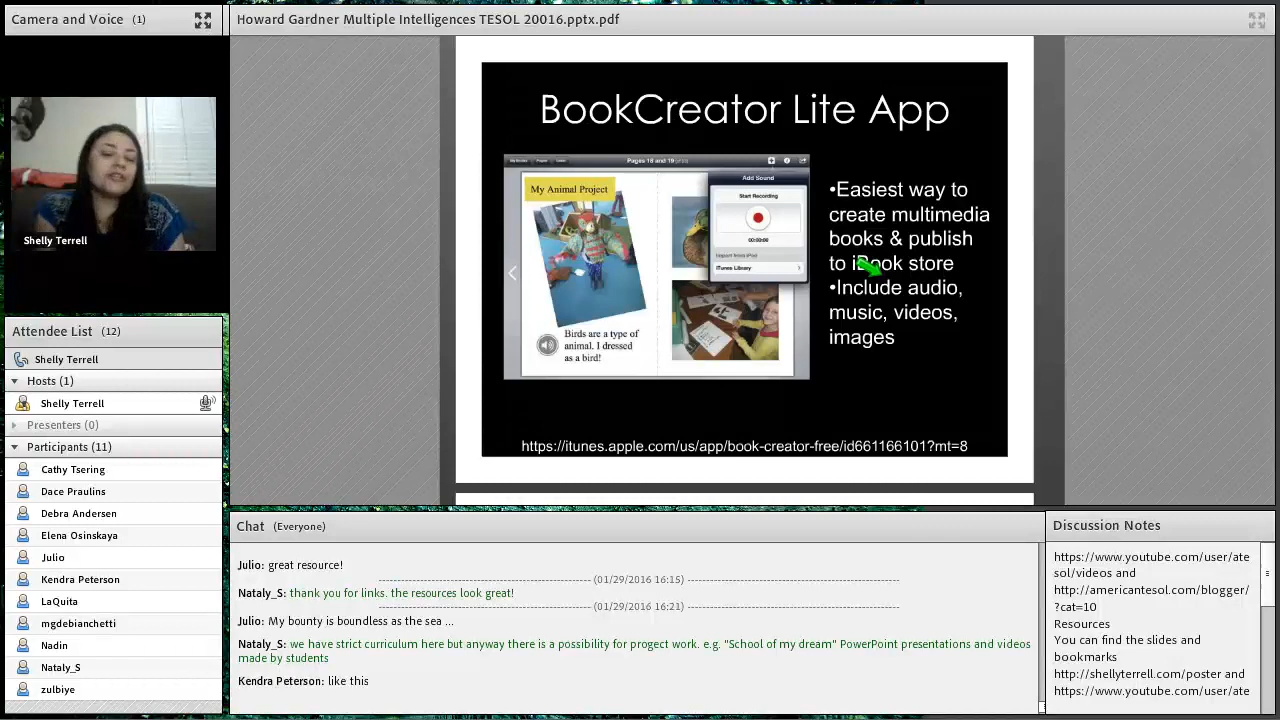 Camera and Voice (1)
Howard Gardner Multiple Intelligences TESOL 20016.pptx.pdf
Shelly Terrell
BookCreator Lite App
My Books
Pages 18 and 19
My Animal Project
Add Sound
Start Recording
00:00:00
iTunes Library
Birds are a type of
animal. I dressed
as a bird!
•Easiest way to
create multimedia
books & publish
to iBook store
•Include audio,
music, videos,
images
https://itunes.apple.com/us/app/book-creator-free/id661166101?mt=8
Attendee List (12)
Shelly Terrell
Hosts (1)
Shelly Terrell
Presenters (0)
Participants (11)
Cathy Tsering
Dace Praulins
Debra Andersen
Elena Osinskaya
Julio
Kendra Peterson
LaQuita
mgdebianchetti
Nadin
Nataly_S
zulbiye
Chat (Everyone)
Julio: great resource!
(01/29/2016 16:15)
Nataly_S: thank you for links. the resources look great!
(01/29/2016 16:21)
Julio: My bounty is boundless as the sea ...
Nataly_S: we have strict curriculum here but anyway there is a possibility for progect work. e.g. "School of my dream" PowerPoint presentations and videos
made by students
Kendra Peterson: like this
Discussion Notes
https://www.youtube.com/user/ate
sol/videos and
http://americantesol.com/blogger/
?cat=10
Resources
You can find the slides and
bookmarks
http://shellyterrell.com/poster and
https://www.youtube.com/user/ate